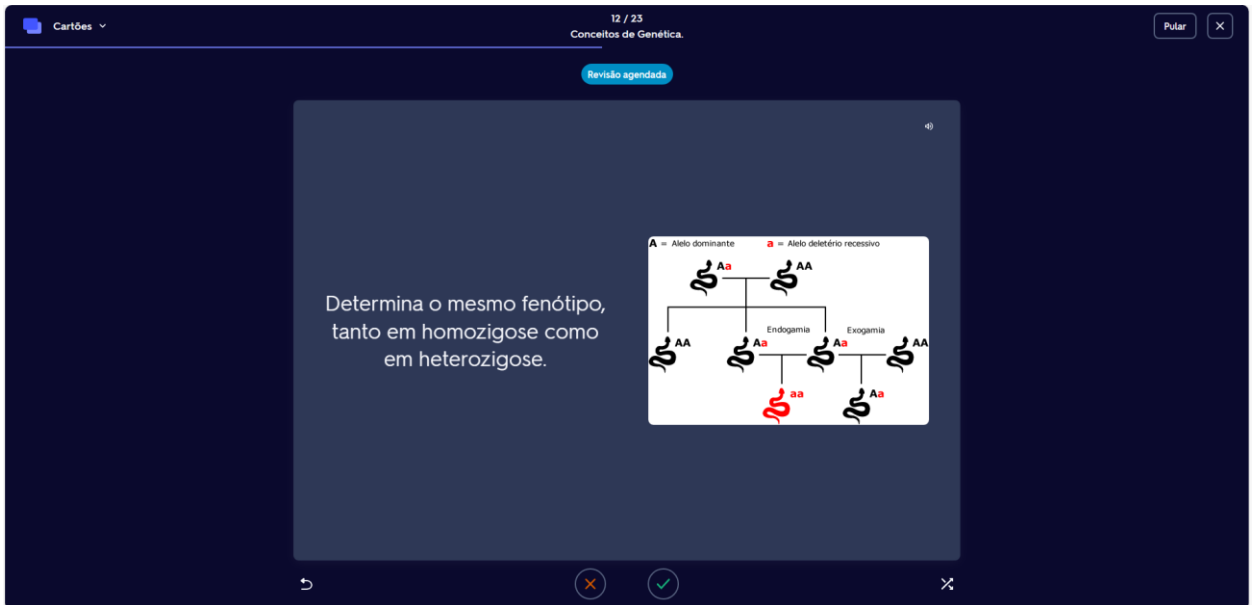 Cartões
12 / 23
Conceitos de Genética.
Pular
Revisão agendada
Determina o mesmo fenótipo,
tanto em homozigose como
em heterozigose.
A = Alelo dominante a = Alelo deletério recessivo
Aa AA
Endogamia Exogamia
AA Aa Aa AA
aa Aa